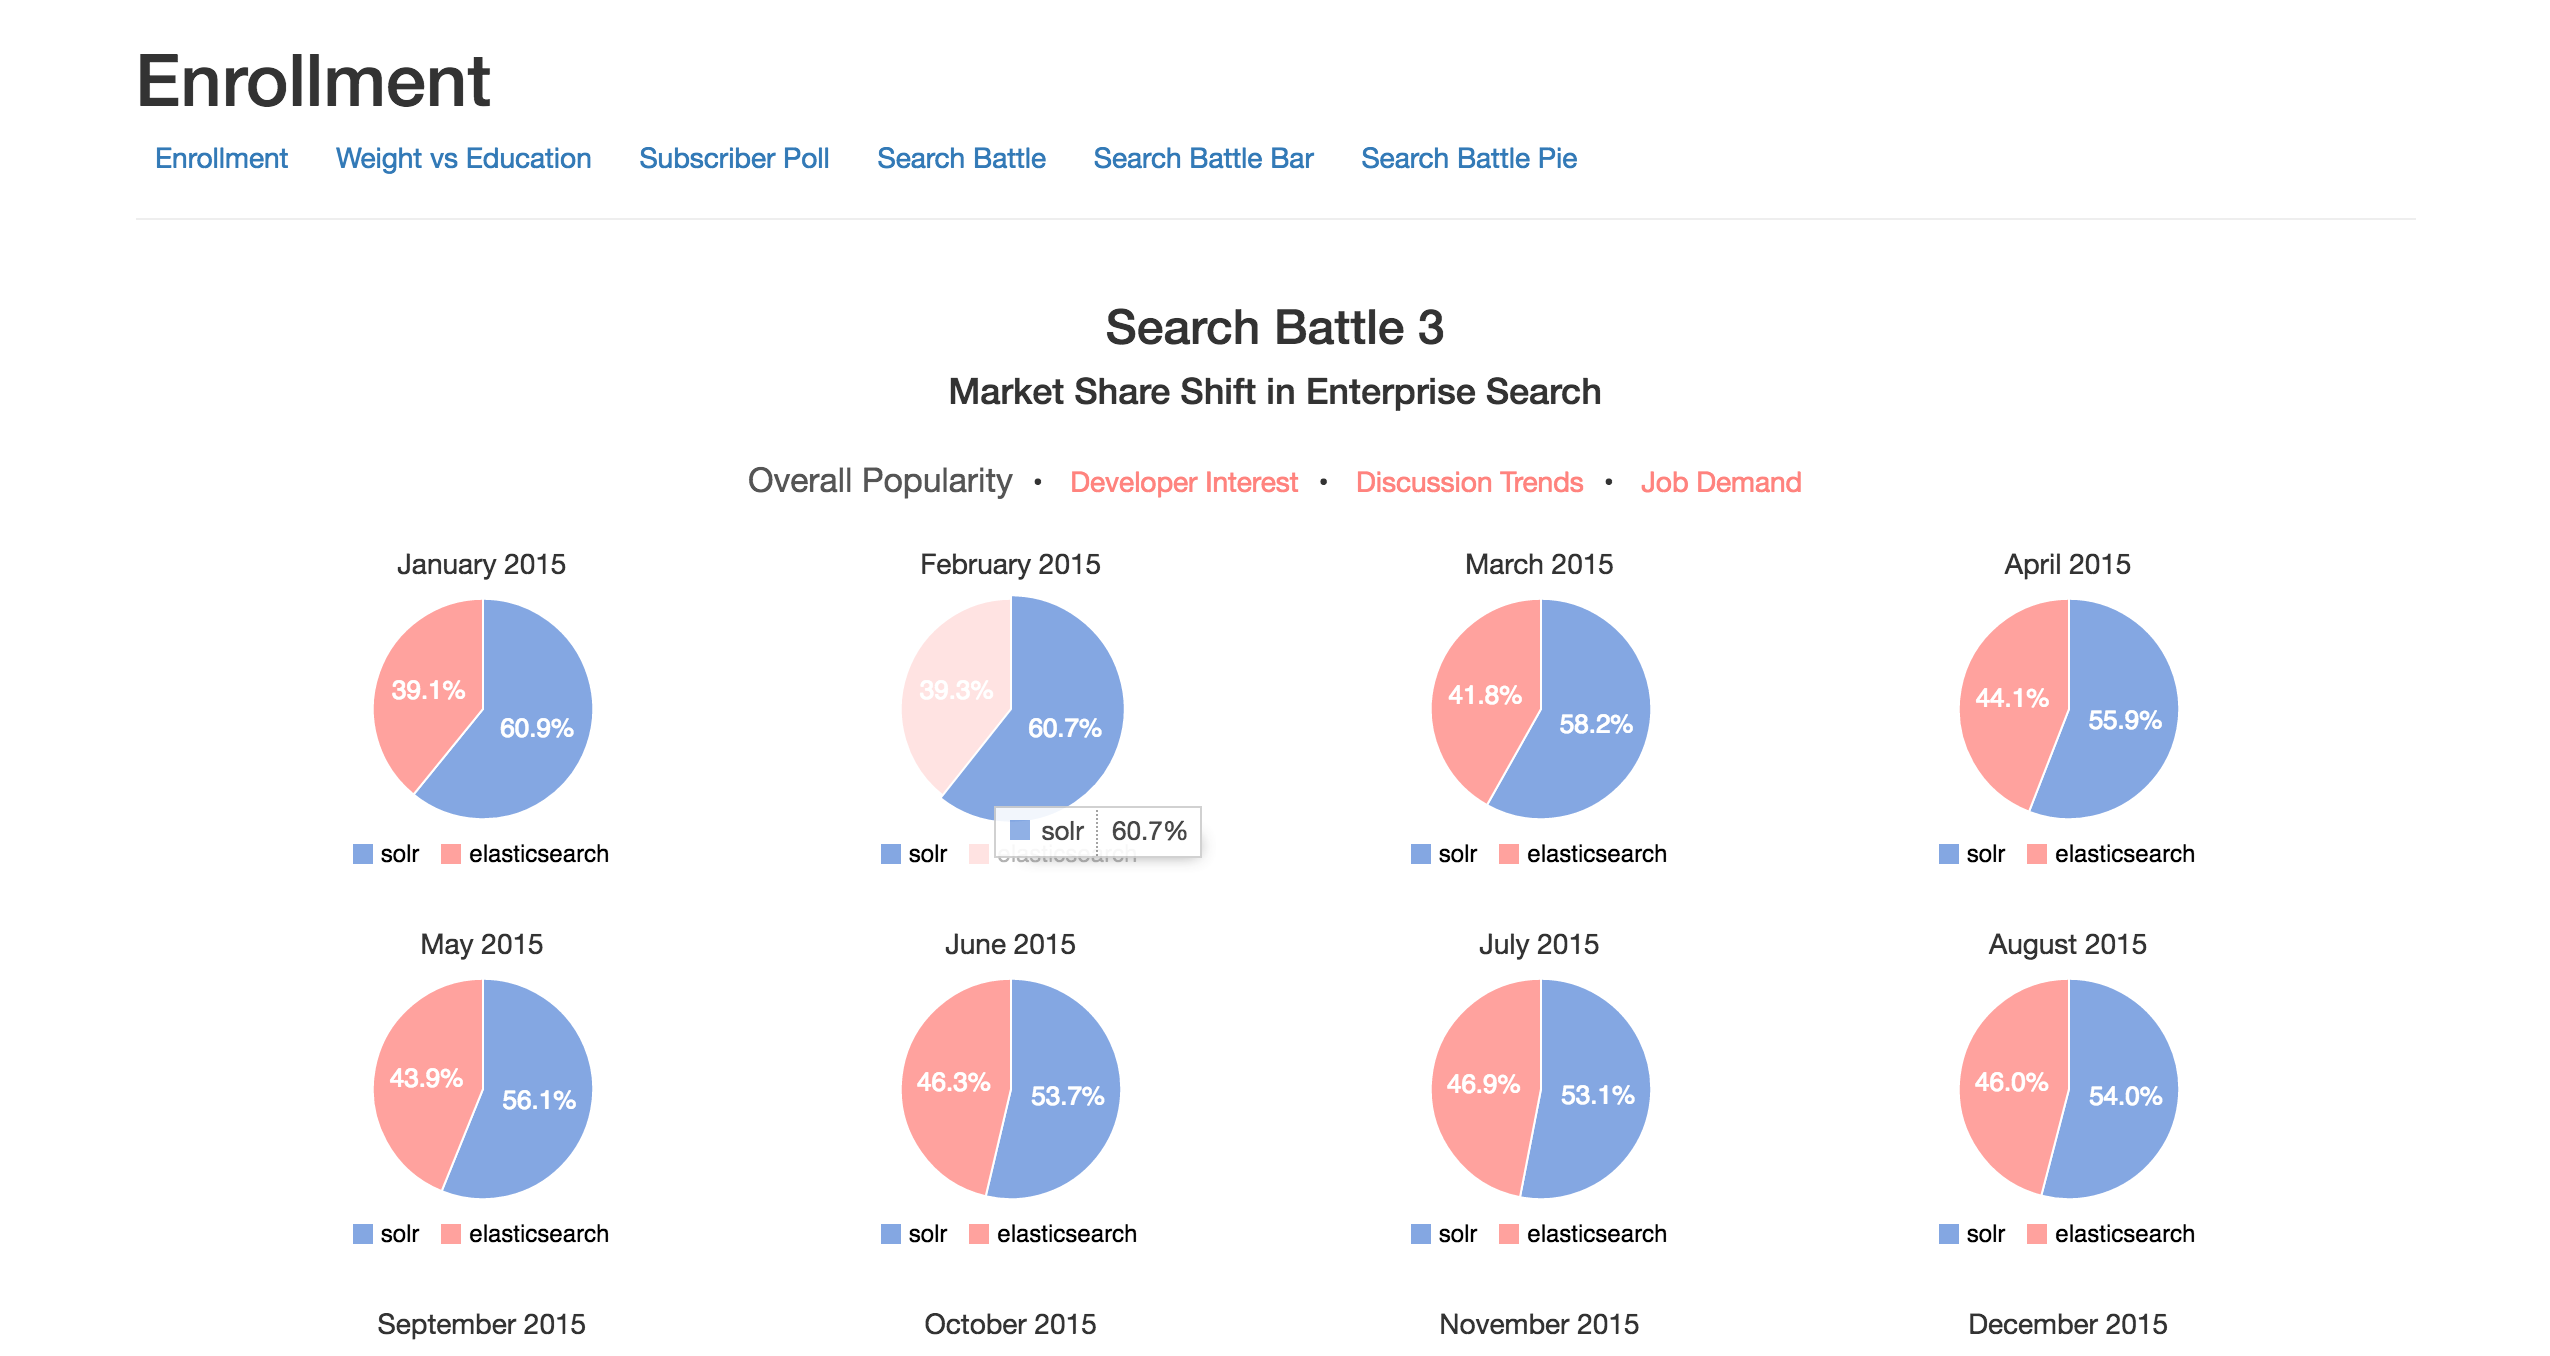 Enrollment
Enrollment Weight vs Education Subscriber Poll Search Battle Search Battle Bar Search Battle Pie
Search Battle 3
Market Share Shift in Enterprise Search
Overall Popularity • Developer Interest • Discussion Trends • Job Demand
January 2015
39.1%
60.9%
solr elasticsearch
February 2015
39.3%
60.7%
solr 60.7%
solr elasticsearch
March 2015
41.8%
58.2%
solr elasticsearch
April 2015
44.1%
55.9%
solr elasticsearch
May 2015
43.9%
56.1%
solr elasticsearch
June 2015
46.3%
53.7%
solr elasticsearch
July 2015
46.9%
53.1%
solr elasticsearch
August 2015
46.0%
54.0%
solr elasticsearch
September 2015
October 2015
November 2015
December 2015